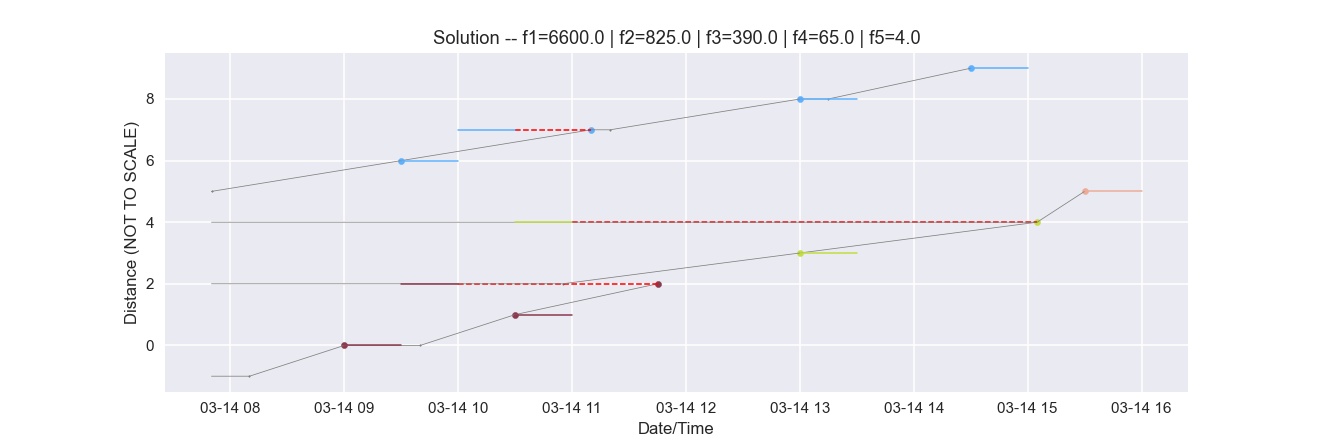 Solution -- f1=6600.0 | f2=825.0 | f3=390.0 | f4=65.0 | f5=4.0
Distance (NOT TO SCALE)
8
6
4
2
0
03-14 08 03-14 09 03-14 10 03-14 11 03-14 12 03-14 13 03-14 14 03-14 15 03-14 16
Date/Time